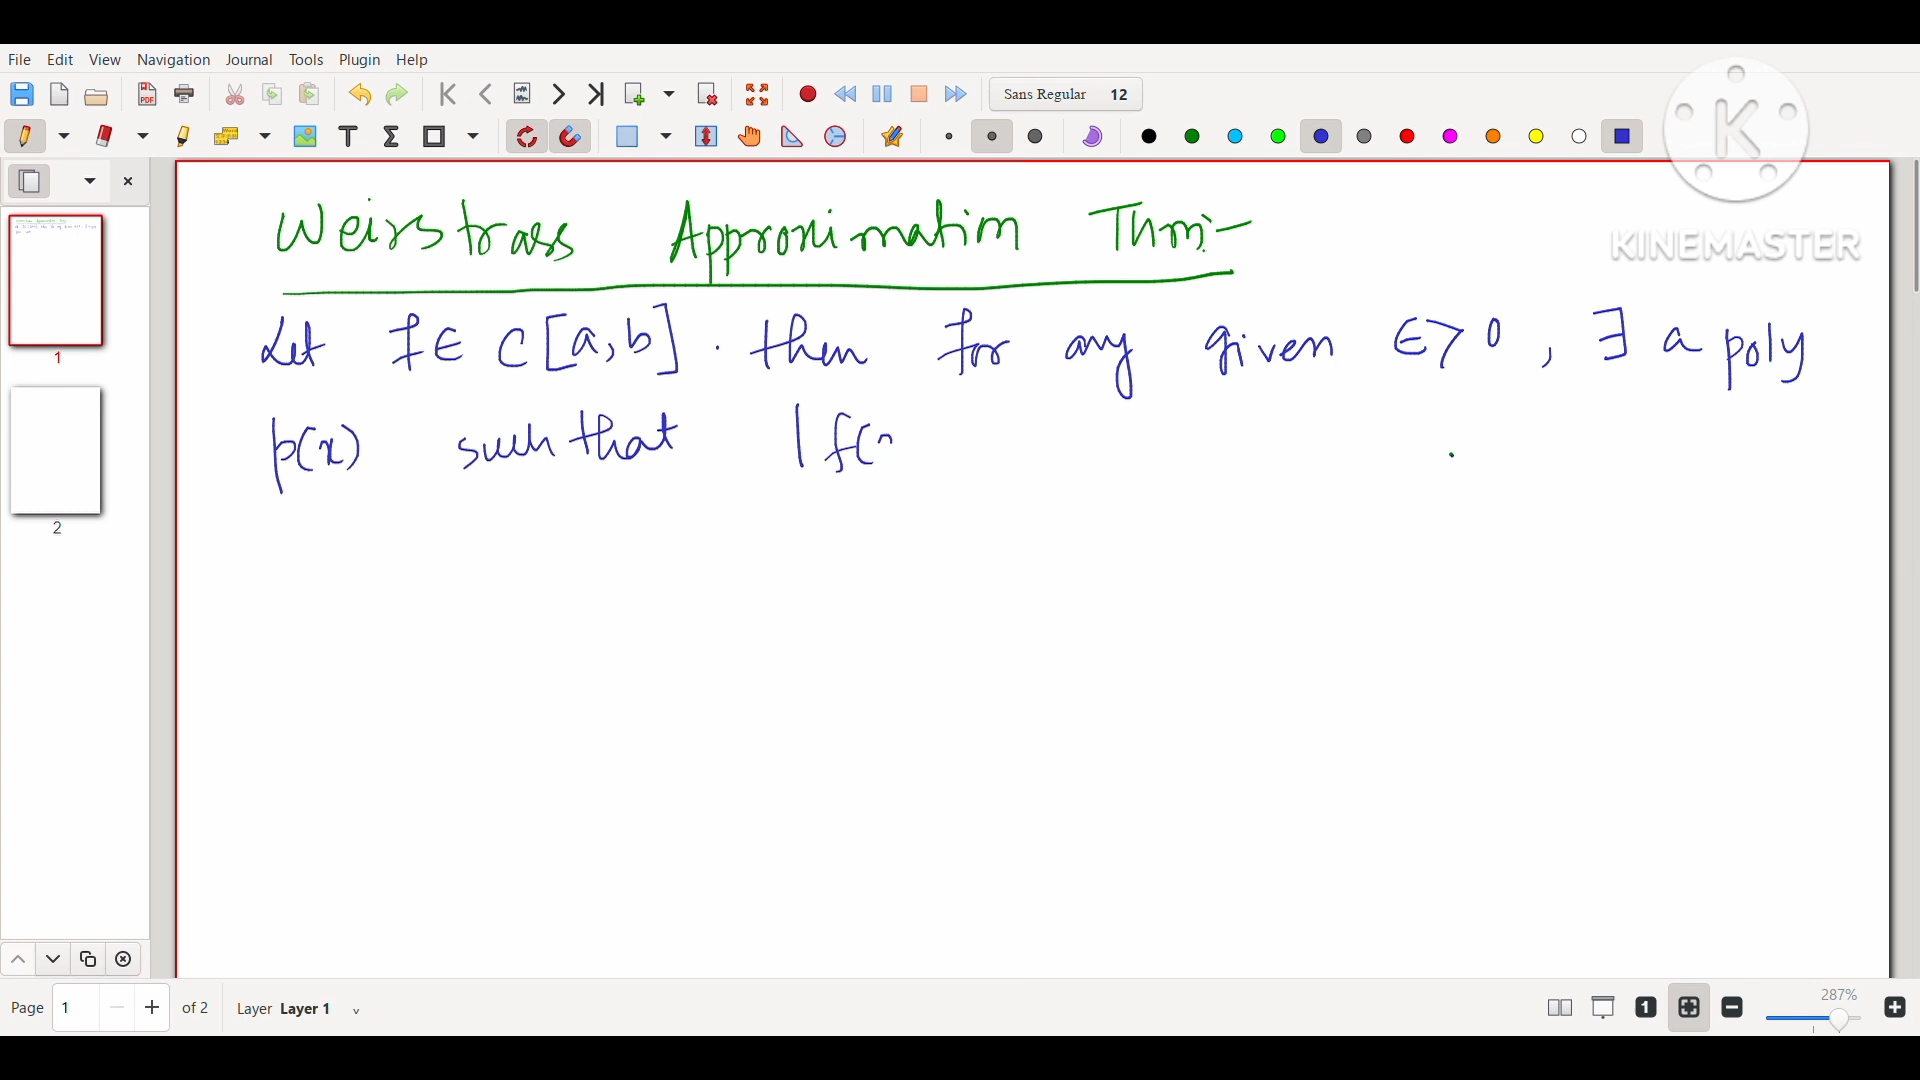 File Edit View Navigation Journal Tools Plugin Help
Sans Regular 12
K
KINEMASTER
Weirstrass Approximation Thm:-
Let f ∈ C[a,b]. then for any given ∈>0, ∃ a poly
p(x) such that |f(
1
2
Page 1 of 2 Layer Layer 1
287%